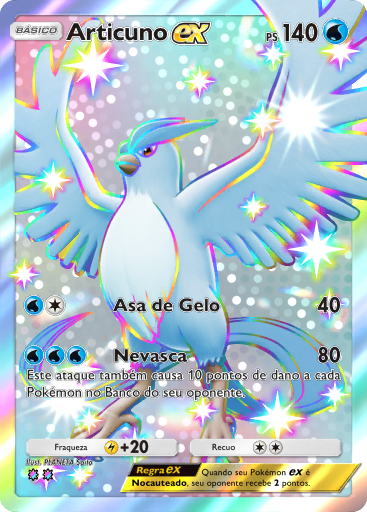 BÁSICO Articuno ex PS 140
Asa de Gelo 40
Nevasca 80
Este ataque também causa 10 pontos de dano a cada
Pokémon no Banco do seu oponente.
Fraqueza +20 Recuo
Ilust. PLANETA Saito
Regra ex Quando seu Pokémon ex é
Nocauteado, seu oponente recebe 2 pontos.